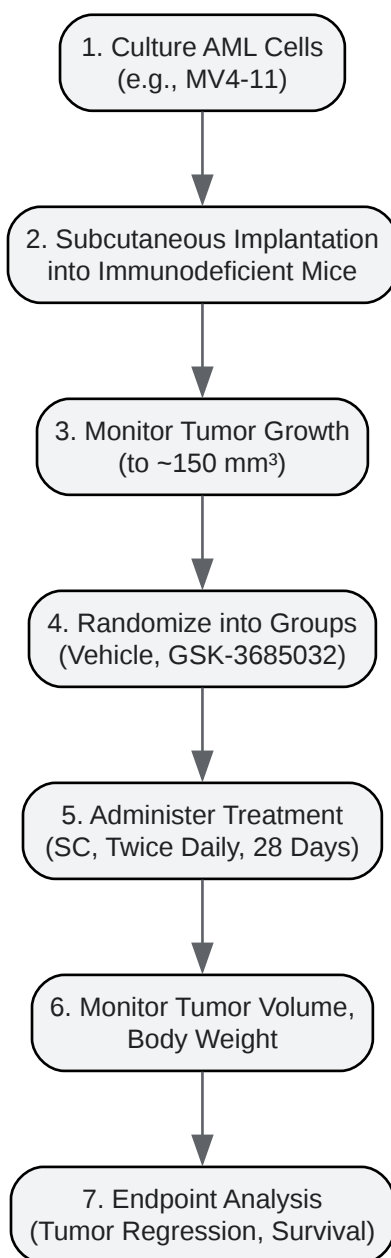 1. Culture AML Cells
(e.g., MV4-11)
2. Subcutaneous Implantation
into Immunodeficient Mice
3. Monitor Tumor Growth
(to ~150 mm³)
4. Randomize into Groups
(Vehicle, GSK-3685032)
5. Administer Treatment
(SC, Twice Daily, 28 Days)
6. Monitor Tumor Volume,
Body Weight
7. Endpoint Analysis
(Tumor Regression, Survival)